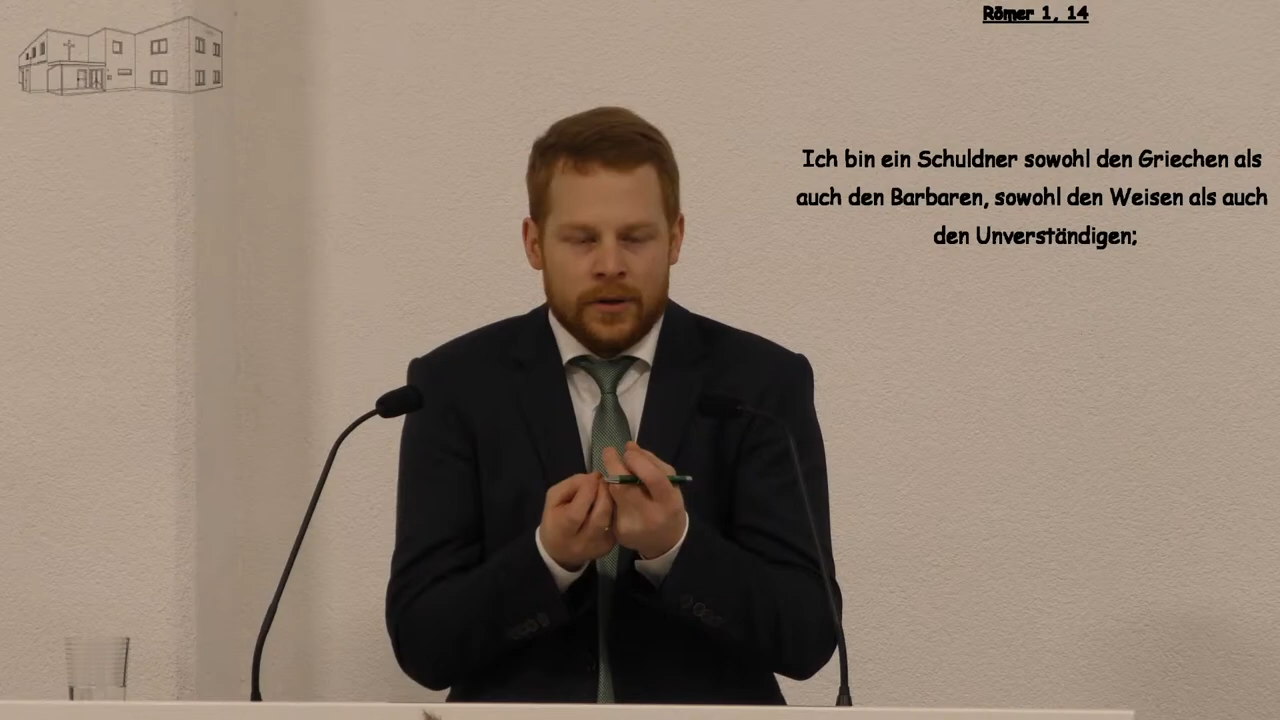 Römer 1, 14
Ich bin ein Schuldner sowohl den Griechen als
auch den Barbaren, sowohl den Weisen als auch
den Unverständigen;